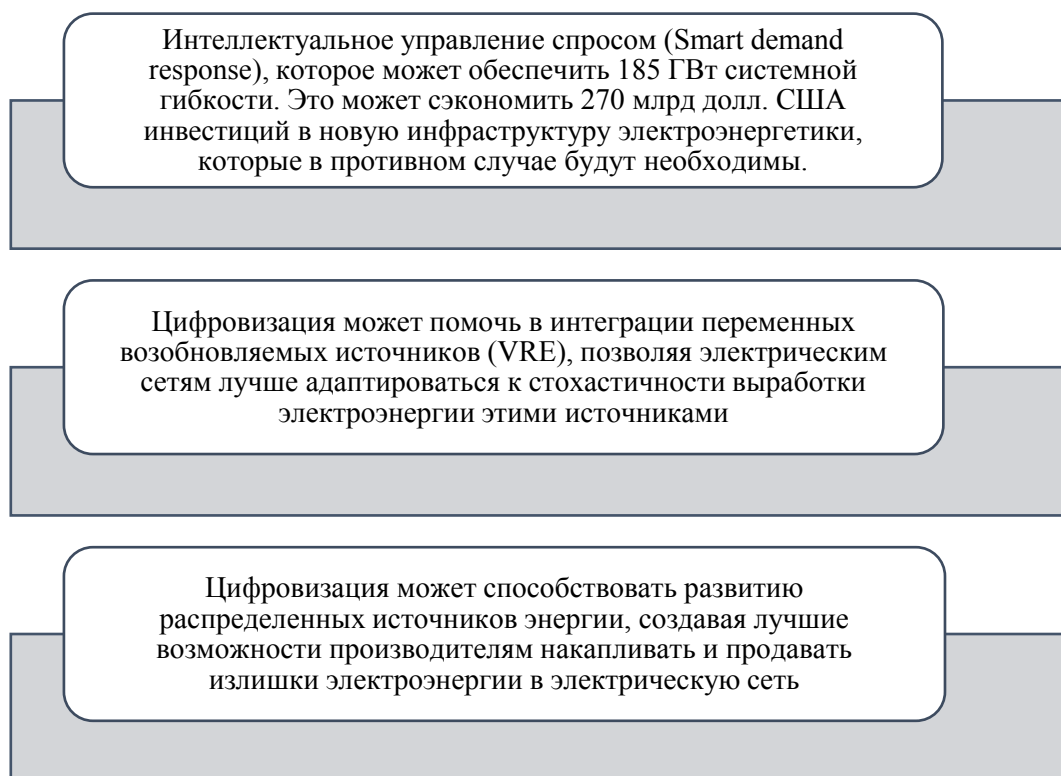 Интеллектуальное управление спросом (Smart demand
response), которое может обеспечить 185 ГВт системной
гибкости. Это может сэкономить 270 млрд долл. США
инвестиций в новую инфраструктуру электроэнергетики,
которые в противном случае будут необходимы.
Цифровизация может помочь в интеграции переменных
возобновляемых источников (VRE), позволяя электрическим
сетям лучше адаптироваться к стохастичности выработки
электроэнергии этими источниками
Цифровизация может способствовать развитию
распределенных источников энергии, создавая лучшие
возможности производителям накапливать и продавать
излишки электроэнергии в электрическую сеть